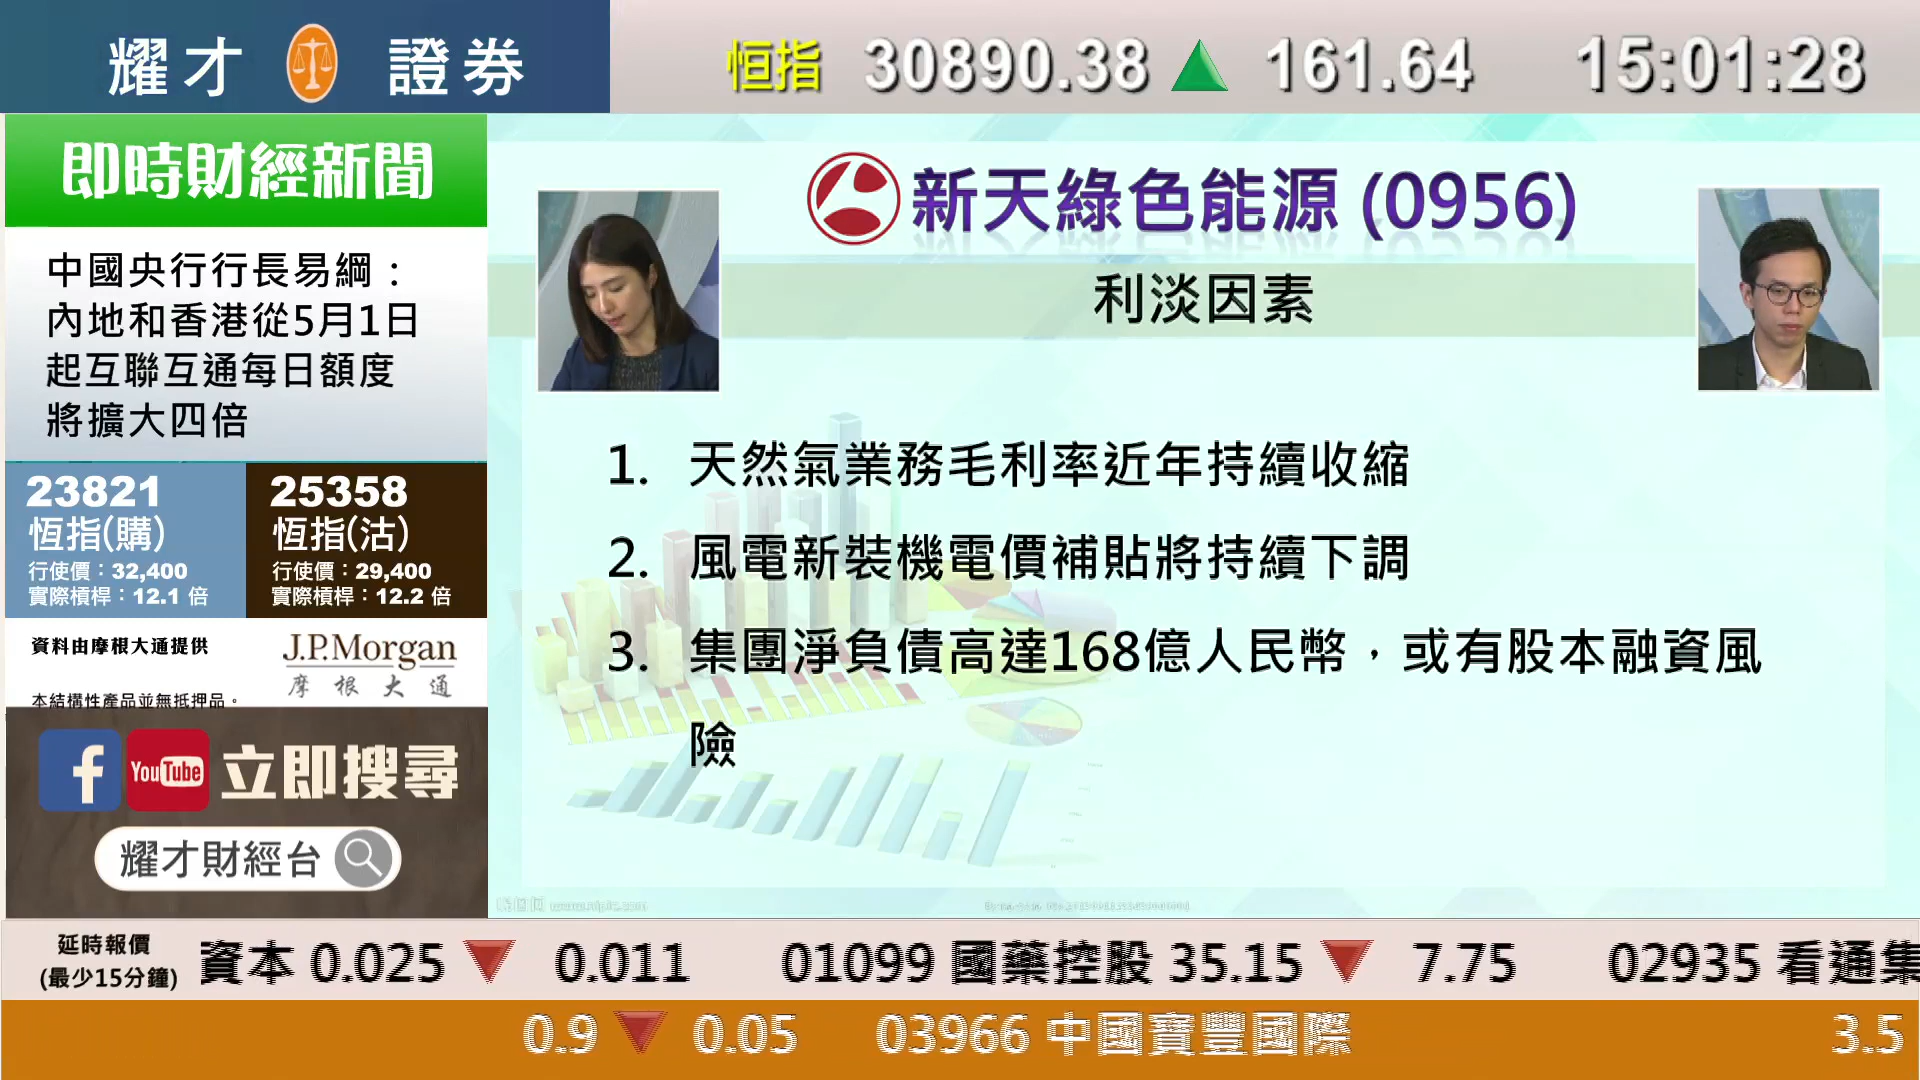 耀才 證券
恒指 30890.38 ▲ 161.64 15:01:28
即時財經新聞
中國央行行長易綱：
內地和香港從5月1日
起互聯互通每日額度
將擴大四倍
23821
恆指(購)
行使價：32,400
實際槓桿：12.1 倍
25358
恆指(沽)
行使價：29,400
實際槓桿：12.2 倍
資料由摩根大通提供
J.P.Morgan
摩根大通
本結構性產品並無抵押品。
f YouTube 立即搜尋
耀才財經台
新天綠色能源 (0956)
利淡因素
1. 天然氣業務毛利率近年持續收縮
2. 風電新裝機電價補貼將持續下調
3. 集團淨負債高達168億人民幣，或有股本融資風
險
延時報價
(最少15分鐘)
資本 0.025 ▼ 0.011 01099 國藥控股 35.15 ▼ 7.75 02935 看通集
0.9 ▼ 0.05 03966 中國寶豐國際 3.5